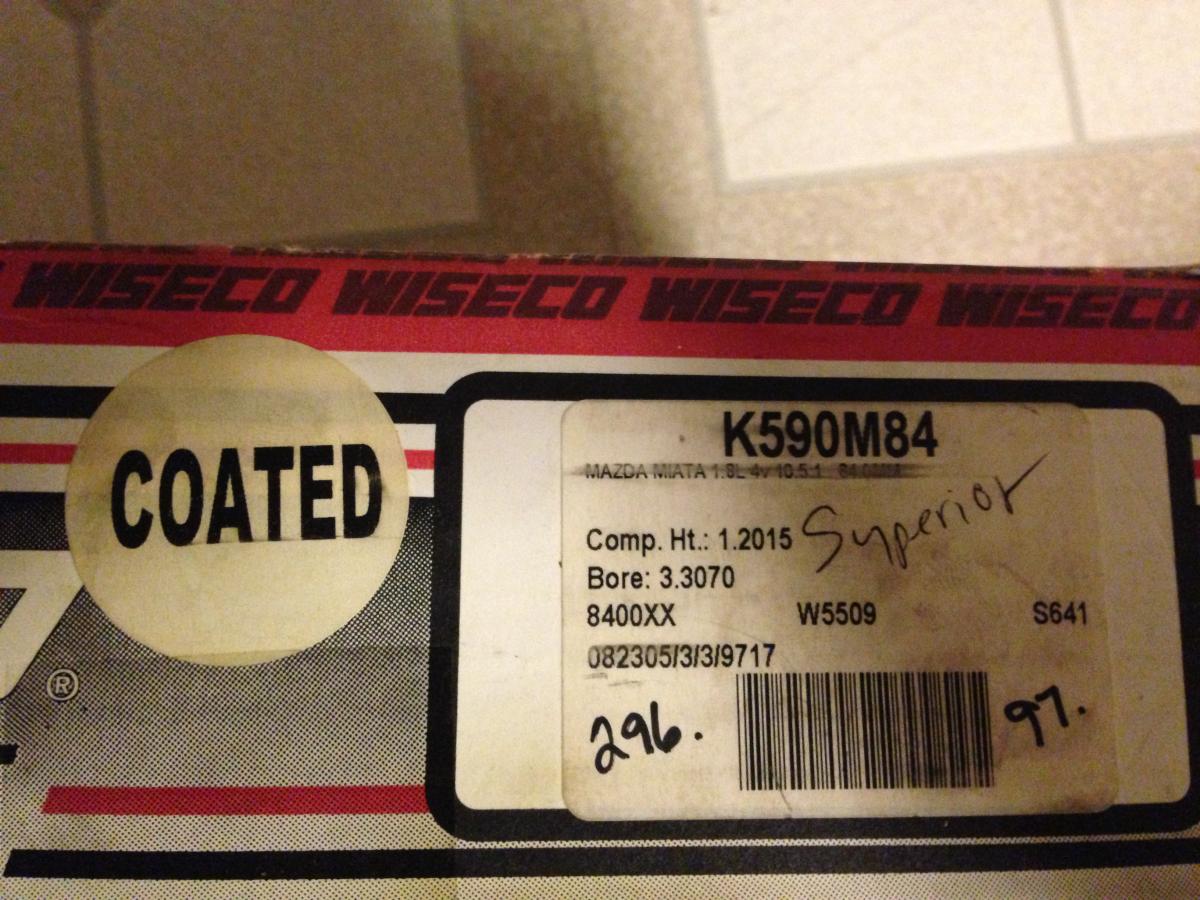 WISECO WISECO WISECO WISECO
COATED
K590M84
MAZDA MIATA 1.8L 4v 10.5:1 84.0MM
Superior
Comp. Ht.: 1.2015
Bore: 3.3070
8400XX W5509 S641
082305/3/3/9717
296. 97.
®